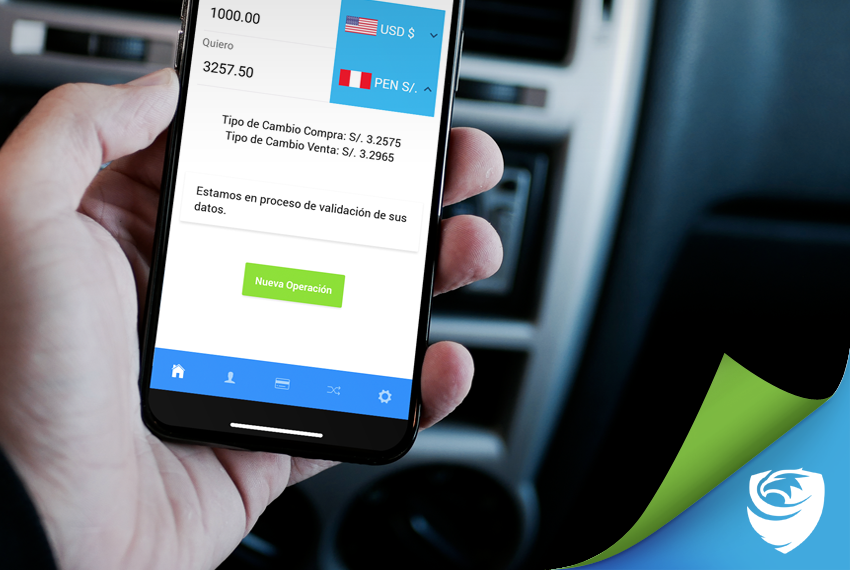 1000.00
USD $
Quiero
3257.50
PEN S/.
Tipo de Cambio Compra: S/. 3.2575
Tipo de Cambio Venta: S/. 3.2965
Estamos en proceso de validación de sus
datos.
Nueva Operación